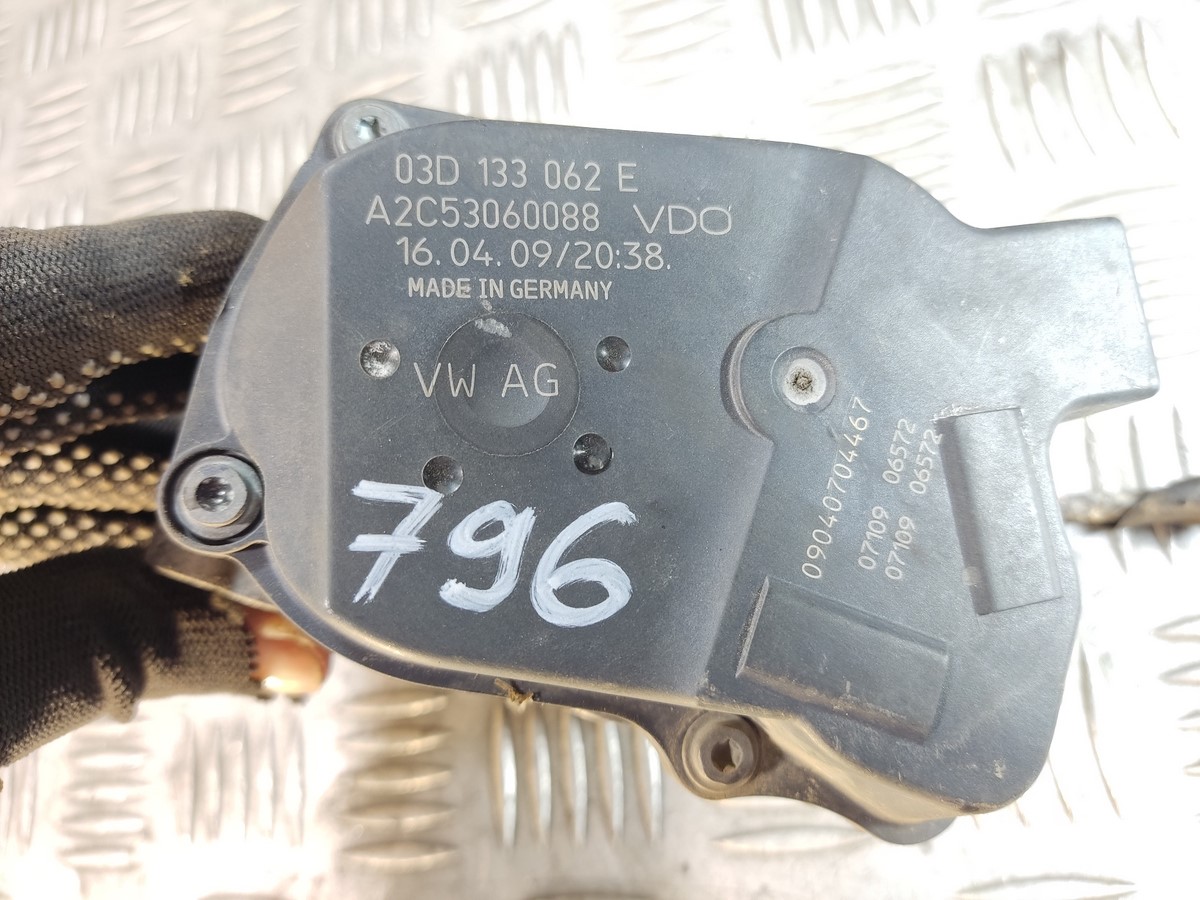 03D 133 062 E
A2C53060088 VDO
16.04.09/20:38.
MADE IN GERMANY
VW AG
796
0904070704467
07109 06572
07109 06572